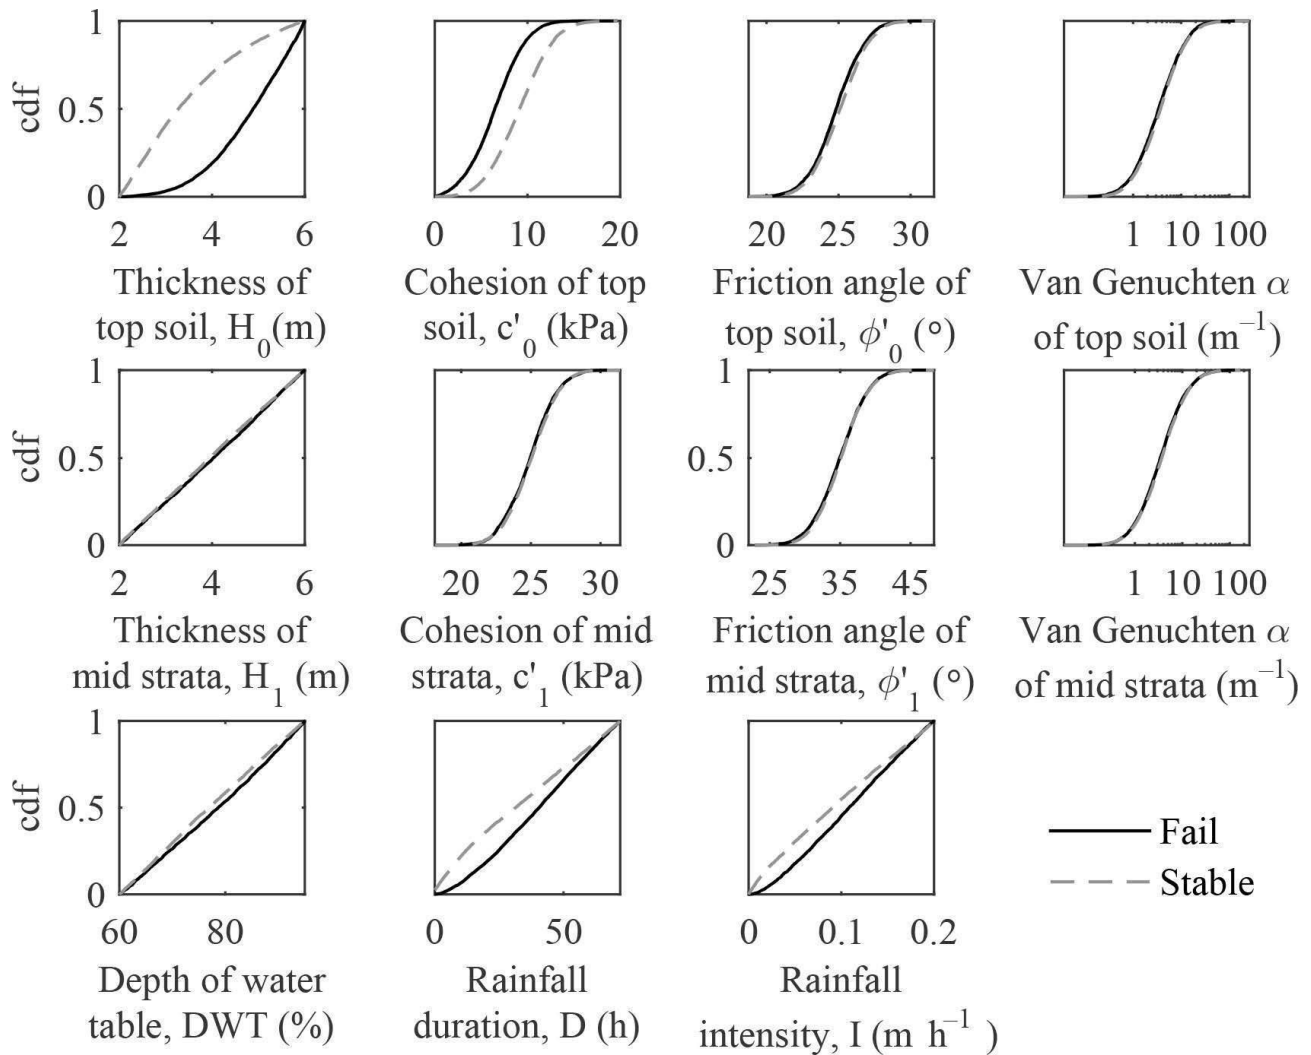 1
0.5
0
cdf
2 4 6
0 10 20
20 25 30
1 10 100
Thickness of
top soil, H₀(m)
Cohesion of top
soil, c'₀ (kPa)
Friction angle of
top soil, ϕ'₀ (°)
Van Genuchten α
of top soil (m⁻¹)
1
0.5
0
cdf
1
0.5
0
2 4 6
20 25 30
25 35 45
1 10 100
Thickness of
mid strata, H₁ (m)
Cohesion of mid
strata, c'₁ (kPa)
Friction angle of
mid strata, ϕ'₁ (°)
Van Genuchten α
of mid strata (m⁻¹)
1
0.5
0
cdf
60 80
0 50
0 0.1 0.2
Depth of water
table, DWT (%)
Rainfall
duration, D (h)
Rainfall
intensity, I (m h⁻¹ )
Fail
Stable